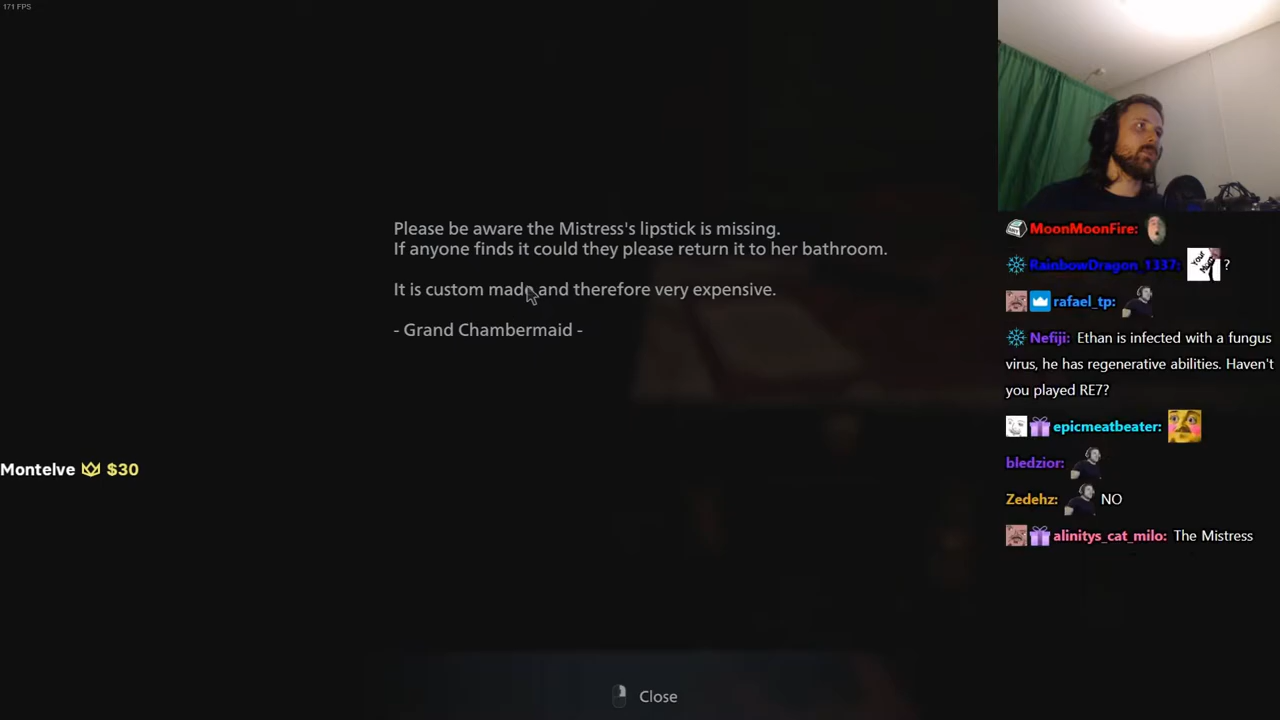 171 FPS
Please be aware the Mistress's lipstick is missing.
If anyone finds it could they please return it to her bathroom.
It is custom made and therefore very expensive.
- Grand Chambermaid -
Montelve $30
Close
MoonMoonFire:
RainbowDragon_1337: ?
rafael_tp:
Nefiji: Ethan is infected with a fungus
virus, he has regenerative abilities. Haven't
you played RE7?
epicmeatbeater:
bledzior:
Zedehz: NO
alinitys_cat_milo: The Mistress